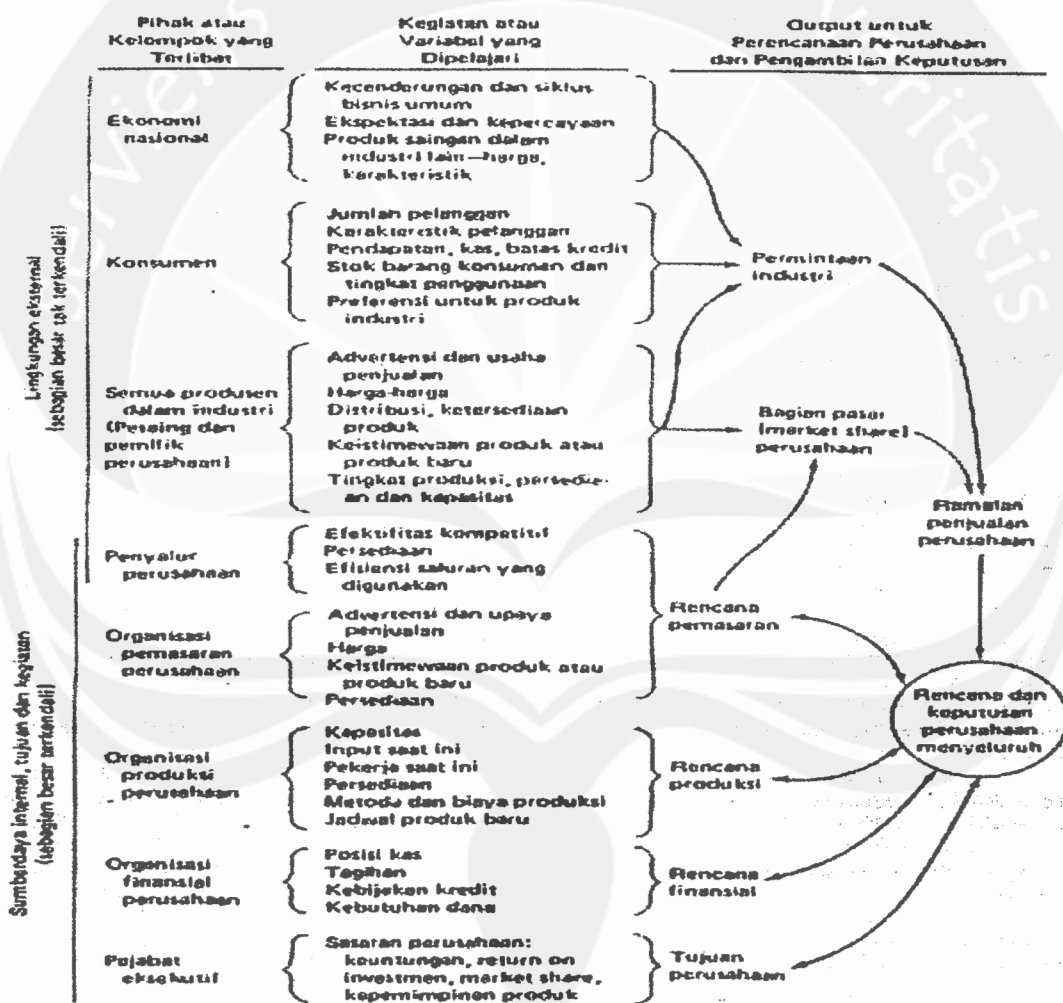 Pihak atau
Kelompok yang
Terlibat
Kegiatan atau
Variabel yang
Dipelajari
Output untuk
Perencanaan Perusahaan
dan Pengambilan Keputusan
Lingkungan eksternal
(sebagian besar tak terkendali)
Ekonomi
nasional
Kecenderungan dan siklus
bisnis umum
Ekspektasi dan kepercayaan
Produk saingan dalam
industri lain—harga,
karakteristik
Konsumen
Jumlah pelanggan
Karakteristik pelanggan
Pendapatan, kas, batas kredit
Stok barang konsumen dan
tingkat penggunaan
Preferensi untuk produk
industri
Permintaan
industri
Semua produsen
dalam industri
(Pesaing dan
pemilik
perusahaan)
Advertensi dan usaha
penjualan
Harga-harga
Distribusi, ketersediaan
produk
Keistimewaan produk atau
produk baru
Tingkat produksi, persedia-
an dan kapasitas
Bagian pasar
(market share)
perusahaan
Ramalan
penjualan
perusahaan
Sumberdaya internal, tujuan dan kegiatan
(sebagian besar terkendali)
Penyalur
perusahaan
Efektifitas kompetitif
Persediaan
Efisiensi saluran yang
digunakan
Organisasi
pemasaran
perusahaan
Advertensi dan upaya
penjualan
Harga
Keistimewaan produk atau
produk baru
Persediaan
Rencana
pemasaran
Rencana dan
keputusan
perusahaan
menyeluruh
Organisasi
produksi
perusahaan
Kapasitas
Input saat ini
Pekerja saat ini
Persediaan
Metoda dan biaya produksi
Jadwal produk baru
Rencana
produksi
Organisasi
finansial
perusahaan
Posisi kas
Tagihan
Kebijakan kredit
Kebutuhan dana
Rencana
finansial
Pejabat
eksekutif
Sasaran perusahaan:
keuntungan, return on
investmen, market share,
kepemimpinan produk
Tujuan
perusahaan